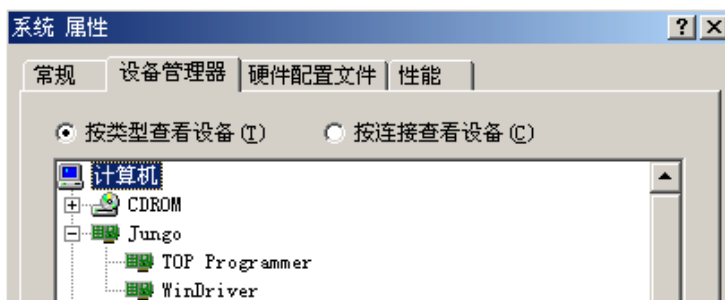 系统 属性
常规 设备管理器 硬件配置文件 性能
按类型查看设备(T) 按连接查看设备(C)
计算机
CDROM
Jungo
TOP Programmer
WinDriver